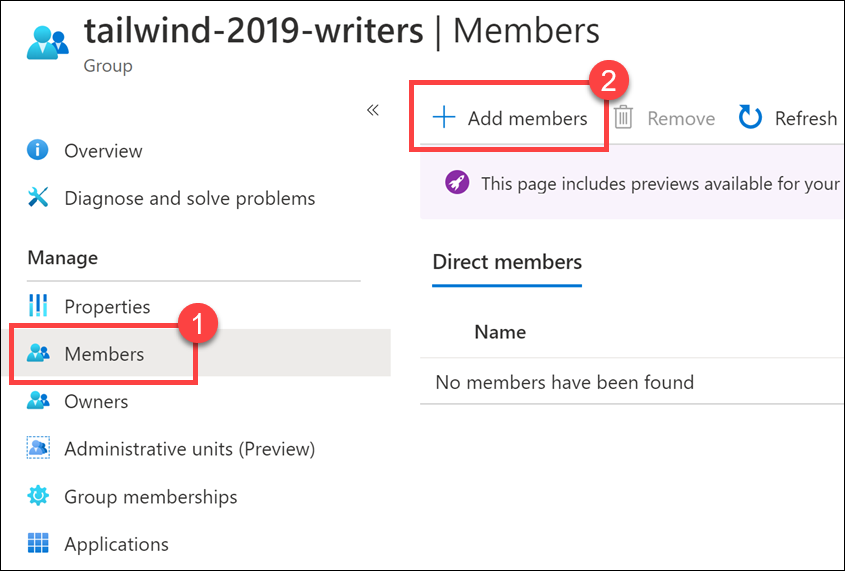 tailwind-2019-writers | Members
Group
«
Overview
Diagnose and solve problems
Manage
Properties
1
Members
Owners
Administrative units (Preview)
Group memberships
Applications
2
Add members
Remove
Refresh
This page includes previews available for your
Direct members
Name
No members have been found